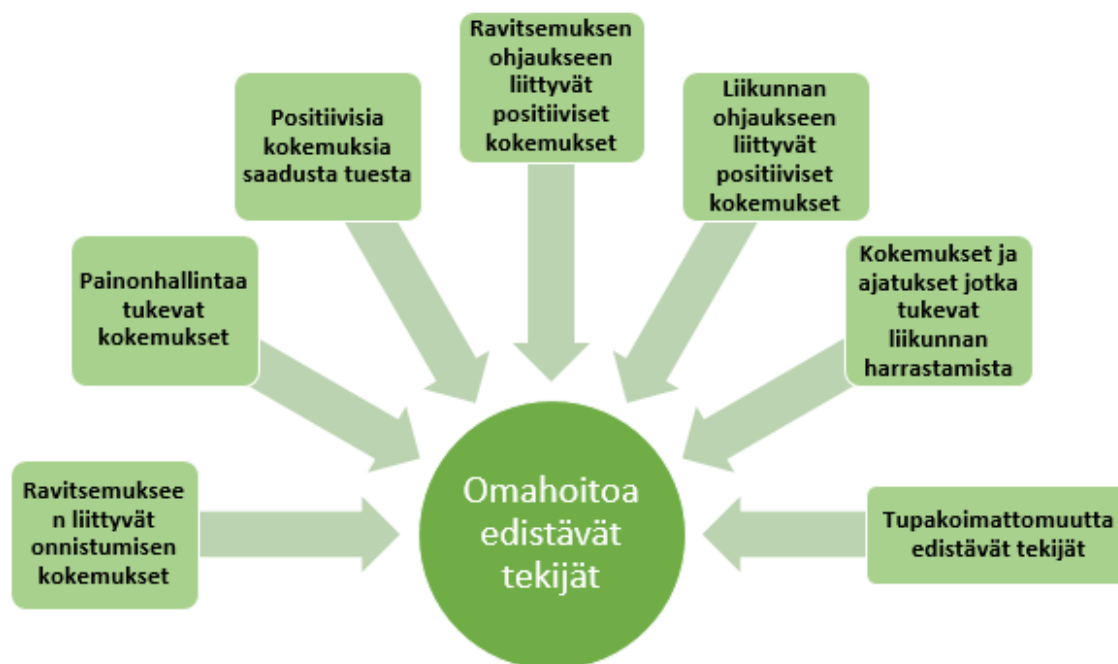 Ravitsemuksen
ohjaukseen
liittyvät
positiiviset
kokemukset
Positiivisia
kokemuksia
saadusta tuesta
Liikunnan
ohjaukseen
liittyvät
positiiviset
kokemukset
Painonhallintaa
tukevat
kokemukset
Kokemukset ja
ajatukset jotka
tukevat
liikunnan
harrastamista
Ravitsemuksee
n liittyvät
onnistumisen
kokemukset
Omahoitoa
edistävät
tekijät
Tupakoimattomuutta
edistävät tekijät